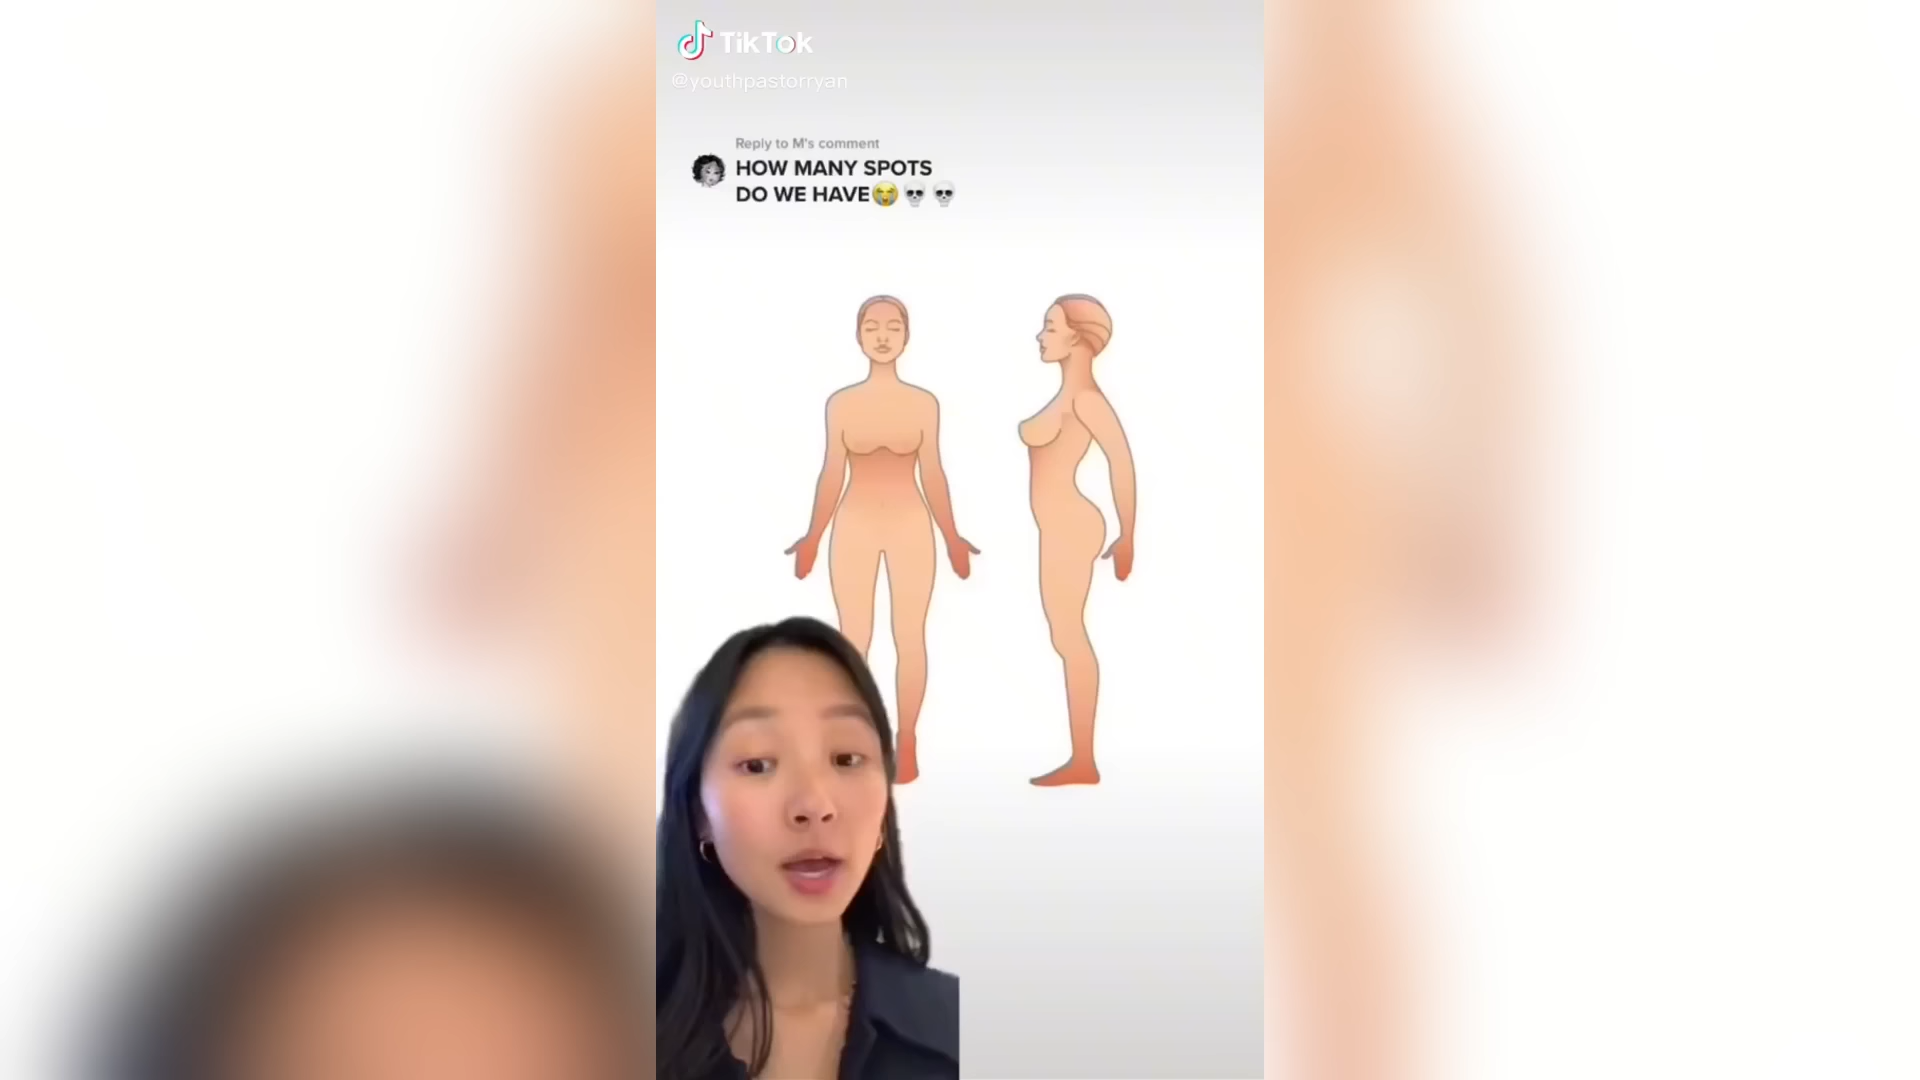 TikTok
@youthpastorryan
Reply to M's comment
HOW MANY SPOTS
DO WE HAVE😭💀💀